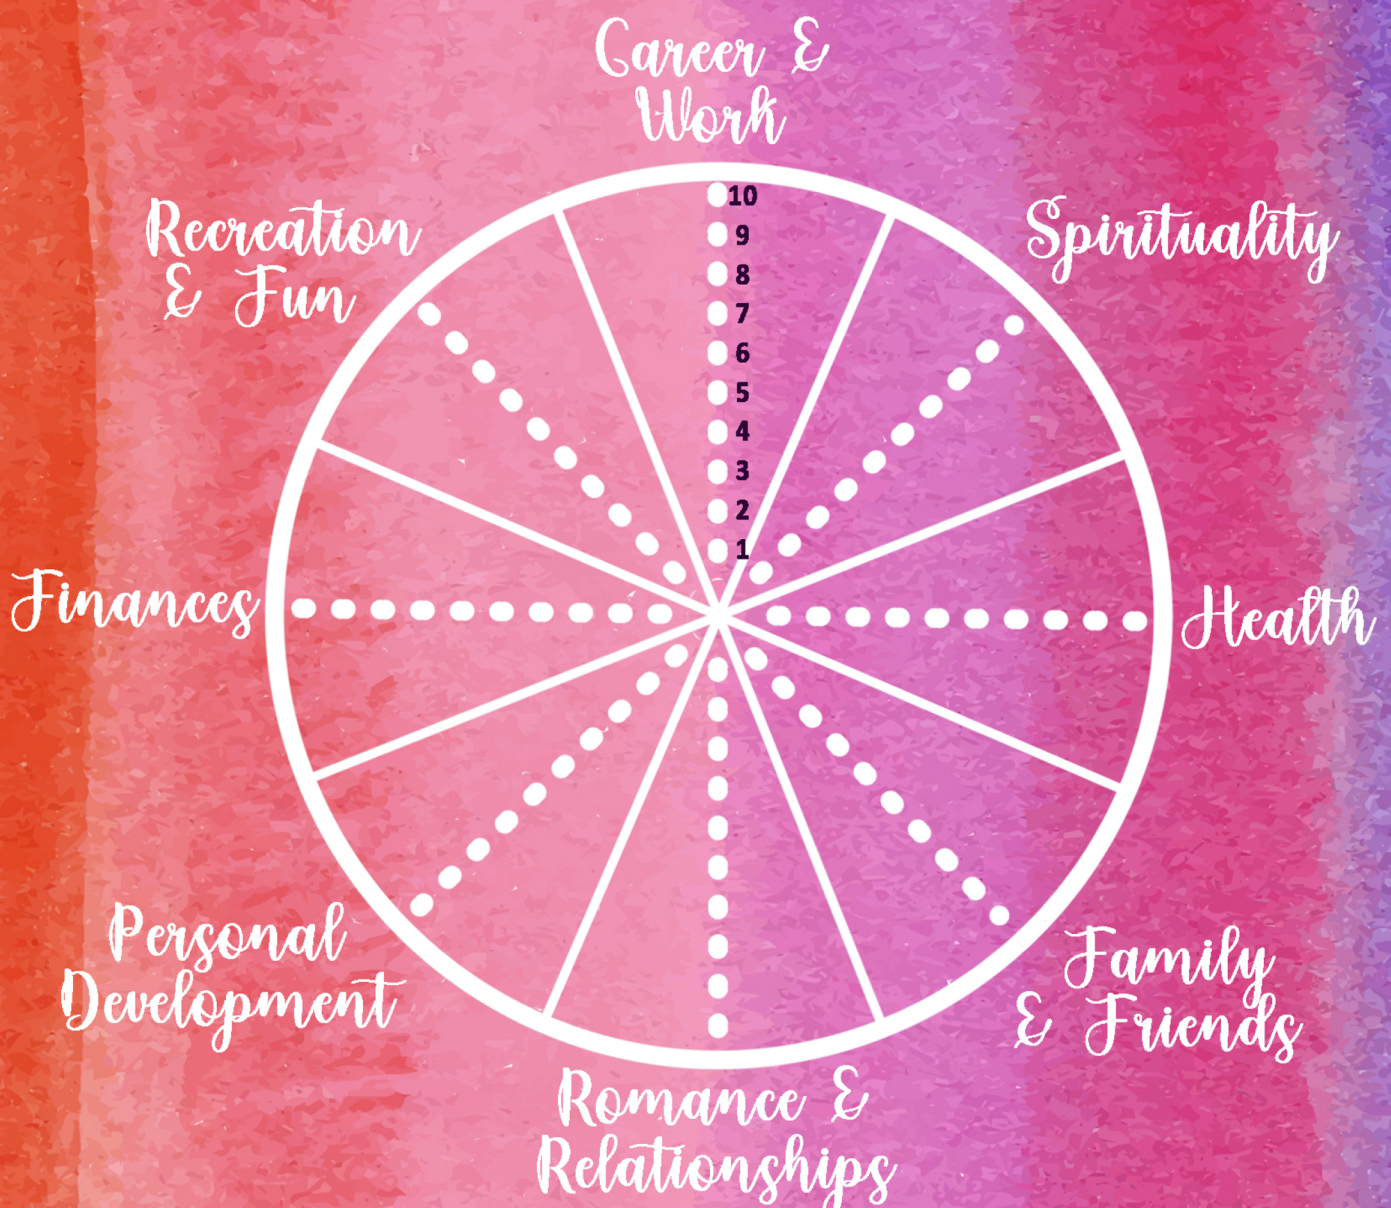 Career &
Work
Recreation
& Fun
Spirituality
10
9
8
7
6
5
4
3
2
1
Finances
Health
Personal
Development
Family
& Friends
Romance &
Relationships